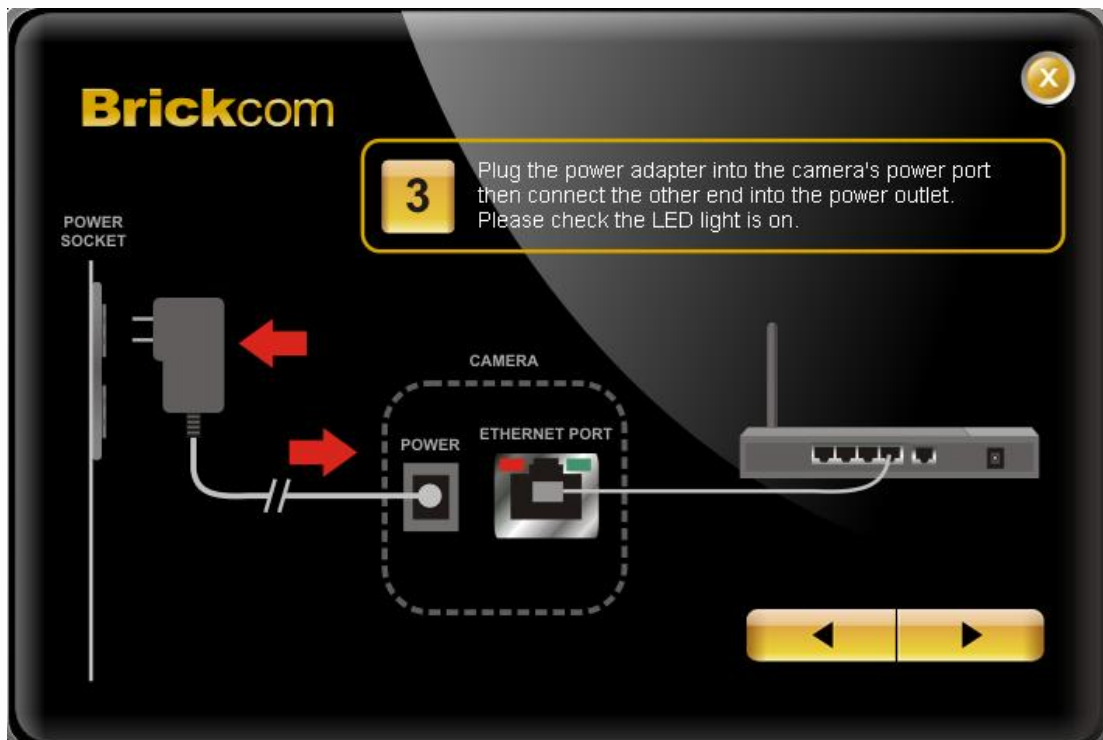 Brickcom
X
3
Plug the power adapter into the camera's power port
then connect the other end into the power outlet.
Please check the LED light is on.
POWER
SOCKET
CAMERA
POWER
ETHERNET PORT